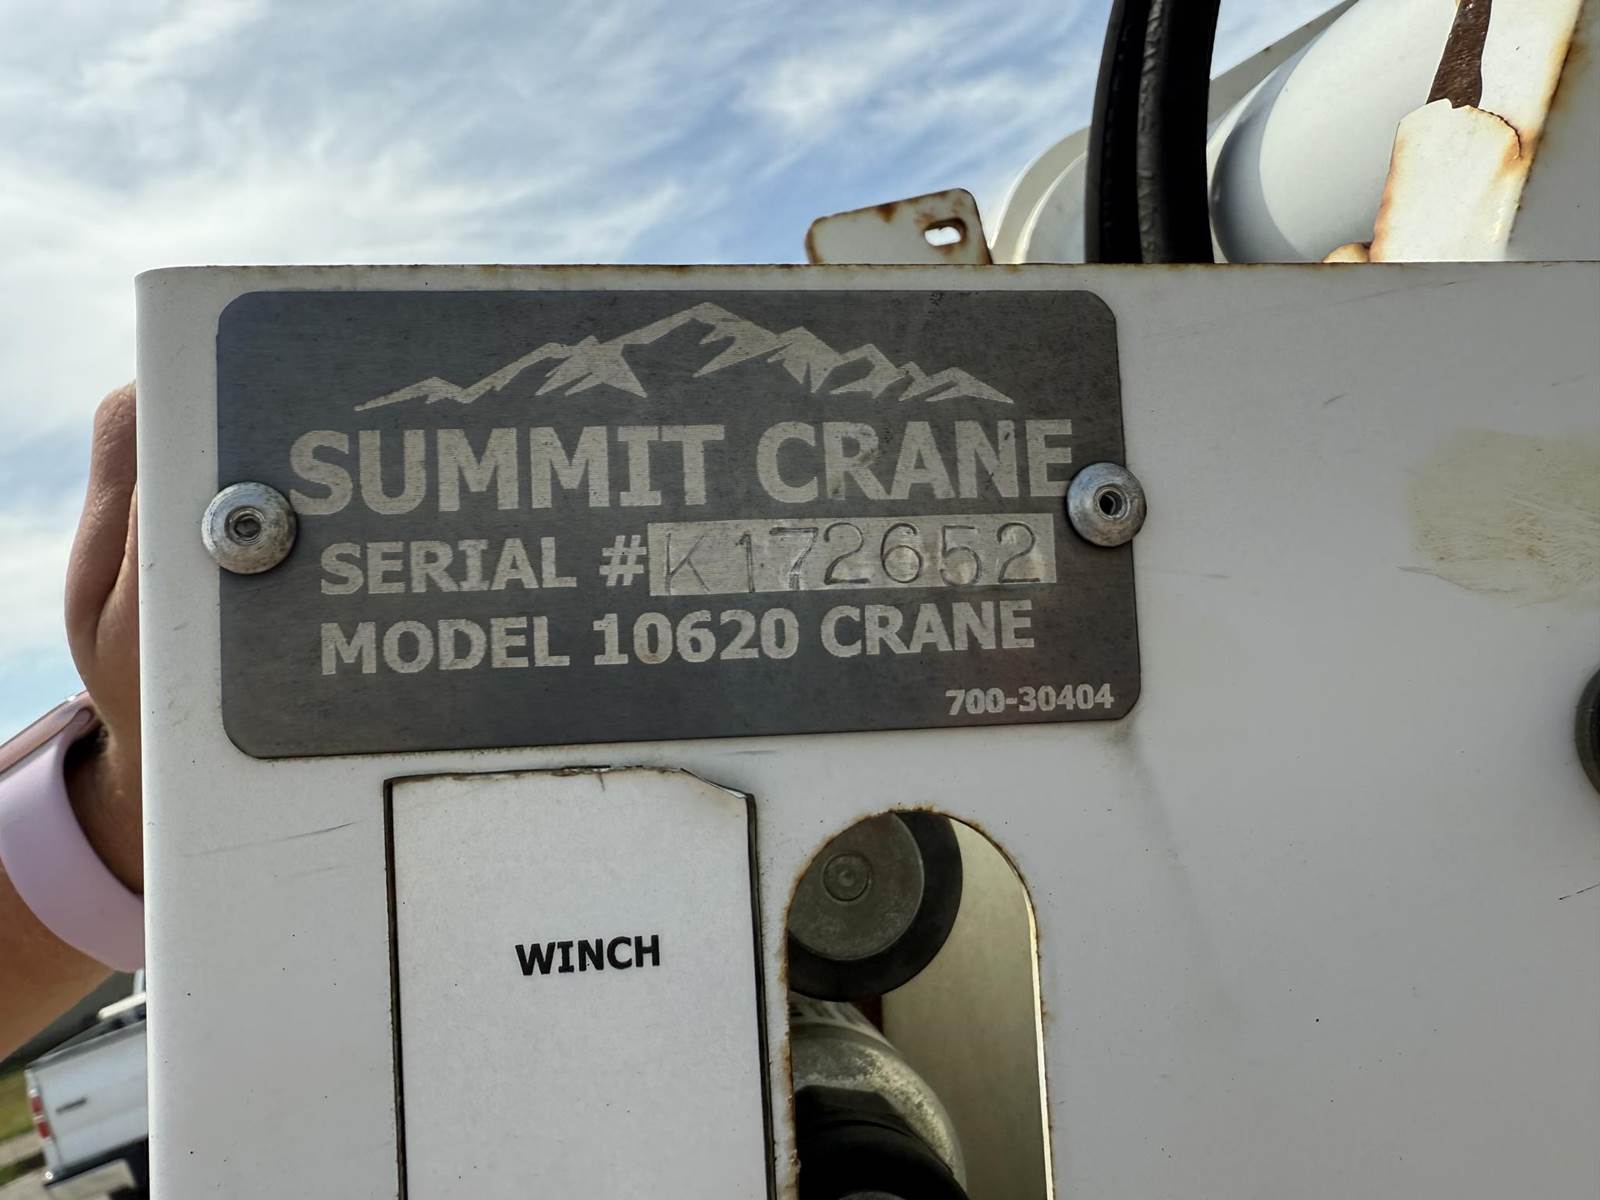 SUMMIT CRANE
SERIAL # K172652
MODEL 10620 CRANE
700-30404
WINCH